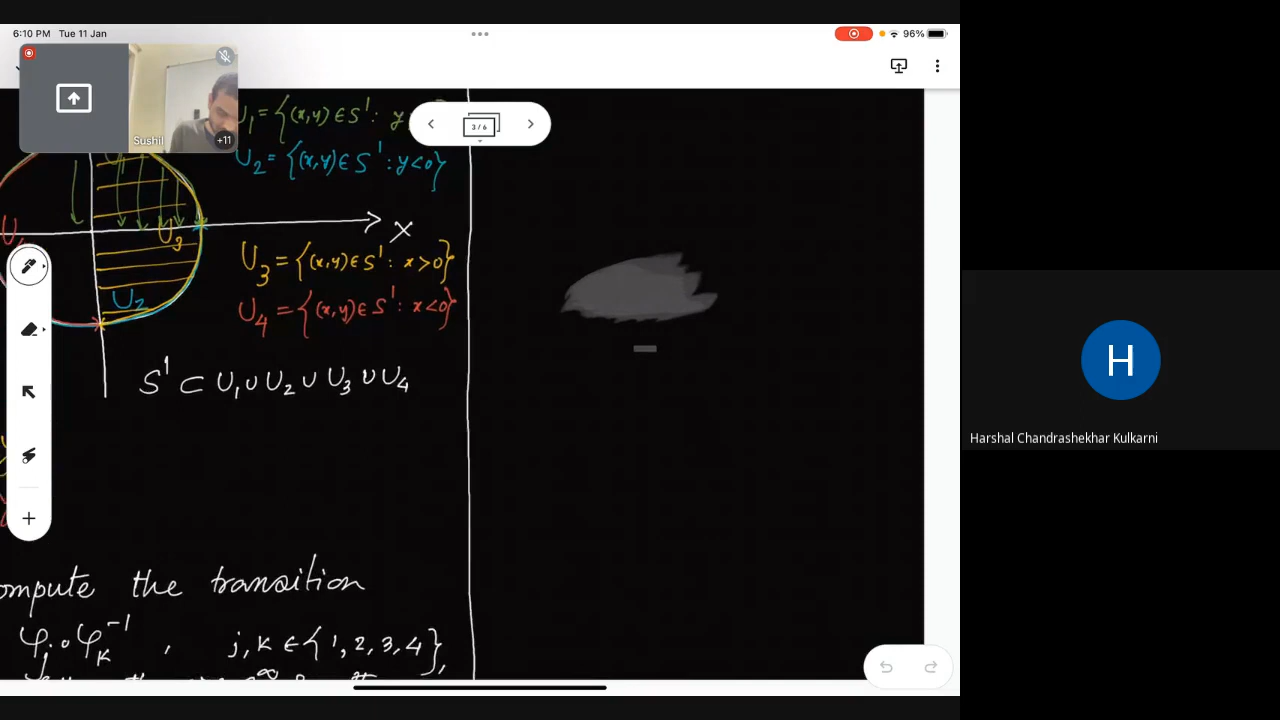 6:10 PM Tue 11 Jan
96%
Sushil
+11
3 / 6
U₁ = {(x,y) ∈ S¹ : y
U₂ = {(x,y) ∈ S¹ : y<0}
X
U₃
U₃ = {(x,y) ∈ S¹ : x>0}
U₂
U₄ = {(x,y) ∈ S¹ : x<0}
S¹ ⊂ U₁ ∪ U₂ ∪ U₃ ∪ U₄
H
Harshal Chandrashekhar Kulkarni
ompute the transition
φⱼ ∘ φₖ⁻¹ , j, k ∈ {1, 2, 3, 4},